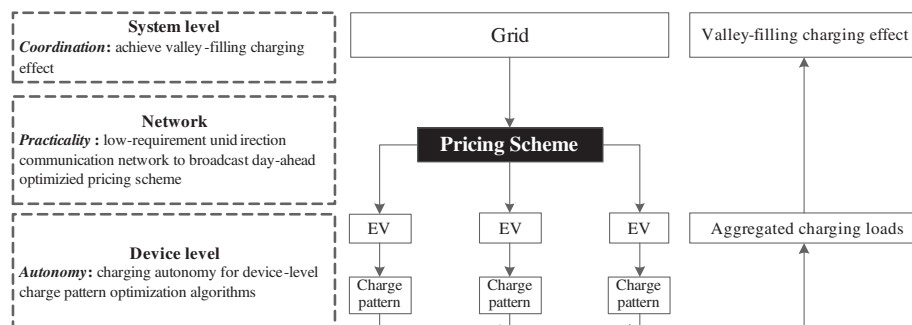 System level
Coordination: achieve valley-filling charging
effect
Network
Practicality : low-requirement unid irection
communication network to broadcast day-ahead
optimizied pricing scheme
Device level
Autonomy: charging autonomy for device-level
charge pattern optimization algorithms
Grid
Pricing Scheme
EV
EV
EV
Charge
pattern
Charge
pattern
Charge
pattern
Valley-filling charging effect
Aggregated charging loads